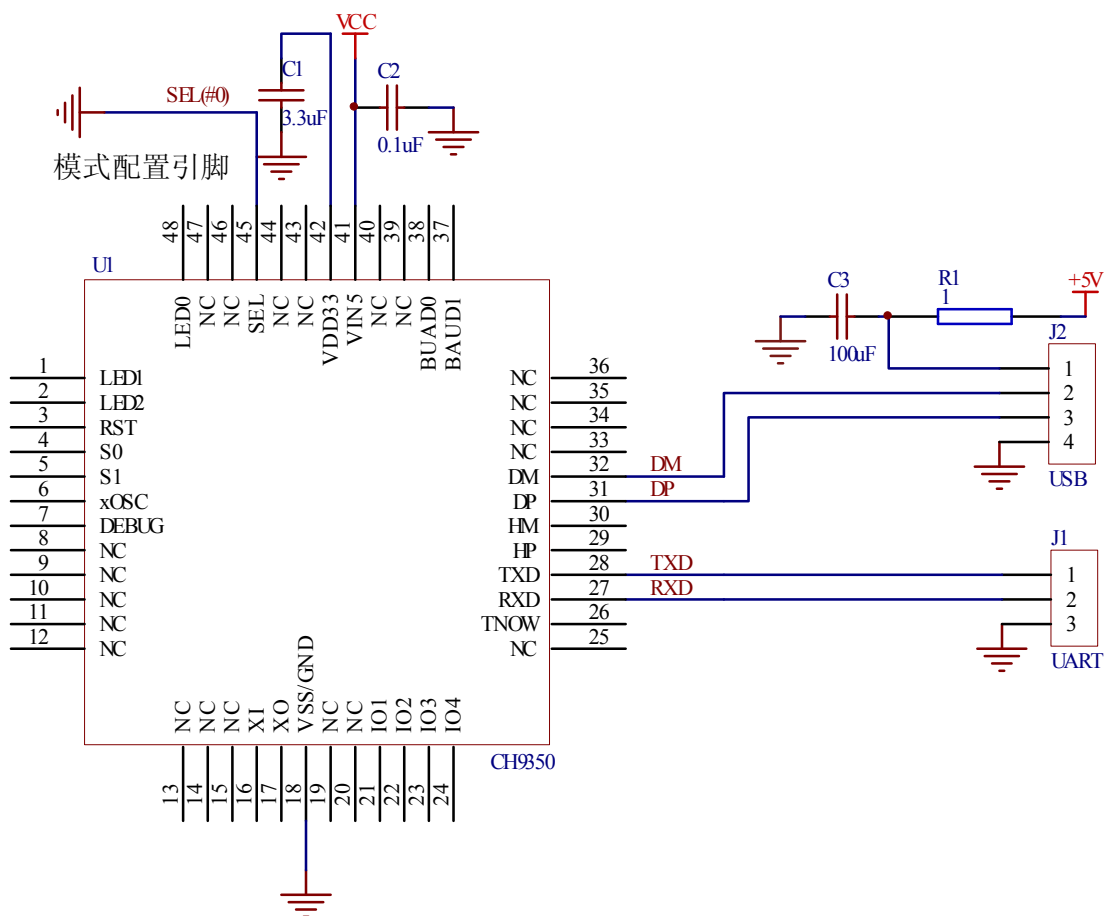 VCC
C1
C2
SEL(#0)
3.3uF
0.1uF
模式配置引脚
48
47
46
45
44
43
42
41
40
39
38
37
U1
LED0
NC
NC
SEL
NC
NC
VDD33
VIN5
NC
NC
BUAD0
BAUD1
C3
R1
1
+5V
100uF
J2
1
2
3
4
USB
1 LED1
2 LED2
3 RST
4 S0
5 S1
6 xOSC
7 DEBUG
8 NC
9 NC
10 NC
11 NC
12 NC
NC 36
NC 35
NC 34
NC 33
DM 32 DM
DP 31 DP
HM 30
HP 29
TXD 28 TXD
RXD 27 RXD
TNOW 26
NC 25
J1
1
2
3
UART
NC
NC
NC
XI
XO
VSS/GND
NC
NC
IO1
IO2
IO3
IO4
CH9350
13
14
15
16
17
18
19
20
21
22
23
24